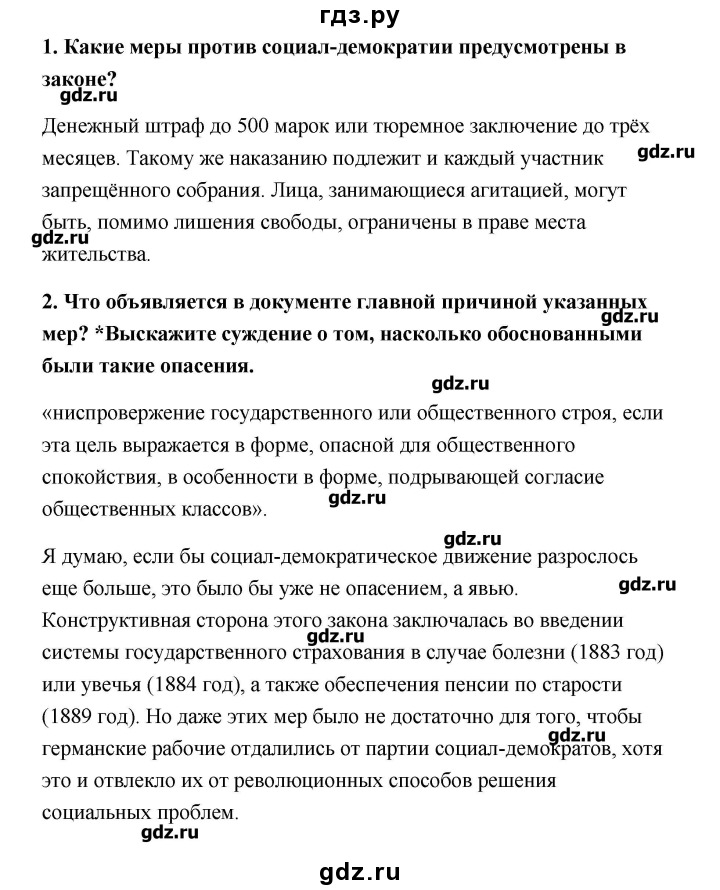 гдз.ру
1. Какие меры против социал-демократии предусмотрены в
законе?
gdz.ru
Денежный штраф до 500 марок или тюремное заключение до трёх
gdz.ru
месяцев. Такому же наказанию подлежит и каждый участник
запрещённого собрания. Лица, занимающиеся агитацией, могут
быть, помимо лишения свободы, ограничены в праве места
gdz.ru
жительства.
2. Что объявляется в документе главной причиной указанных
gdz.ru
мер? *Выскажите суждение о том, насколько обоснованными
были такие опасения.
gdz.ru
«ниспровержение государственного или общественного строя, если
эта цель выражается в форме, опасной для общественного
спокойствия, в особенности в форме, подрывающей согласие
gdz.ru
общественных классов».
gdz.ru
Я думаю, если бы социал-демократическое движение разрослось
еще больше, это было бы уже не опасением, а явью.
gdz.ru
Конструктивная сторона этого закона заключалась во введении
gdz.ru
системы государственного страхования в случае болезни (1883 год)
или увечья (1884 год), а также обеспечения пенсии по старости
(1889 год). Но даже этих мер было не достаточно для того, чтобы
gdz.ru
германские рабочие отдалились от партии социал-демократов, хотя
это и отвлекло их от революционных способов решения
социальных проблем.
gdz.ru
gdz.ru